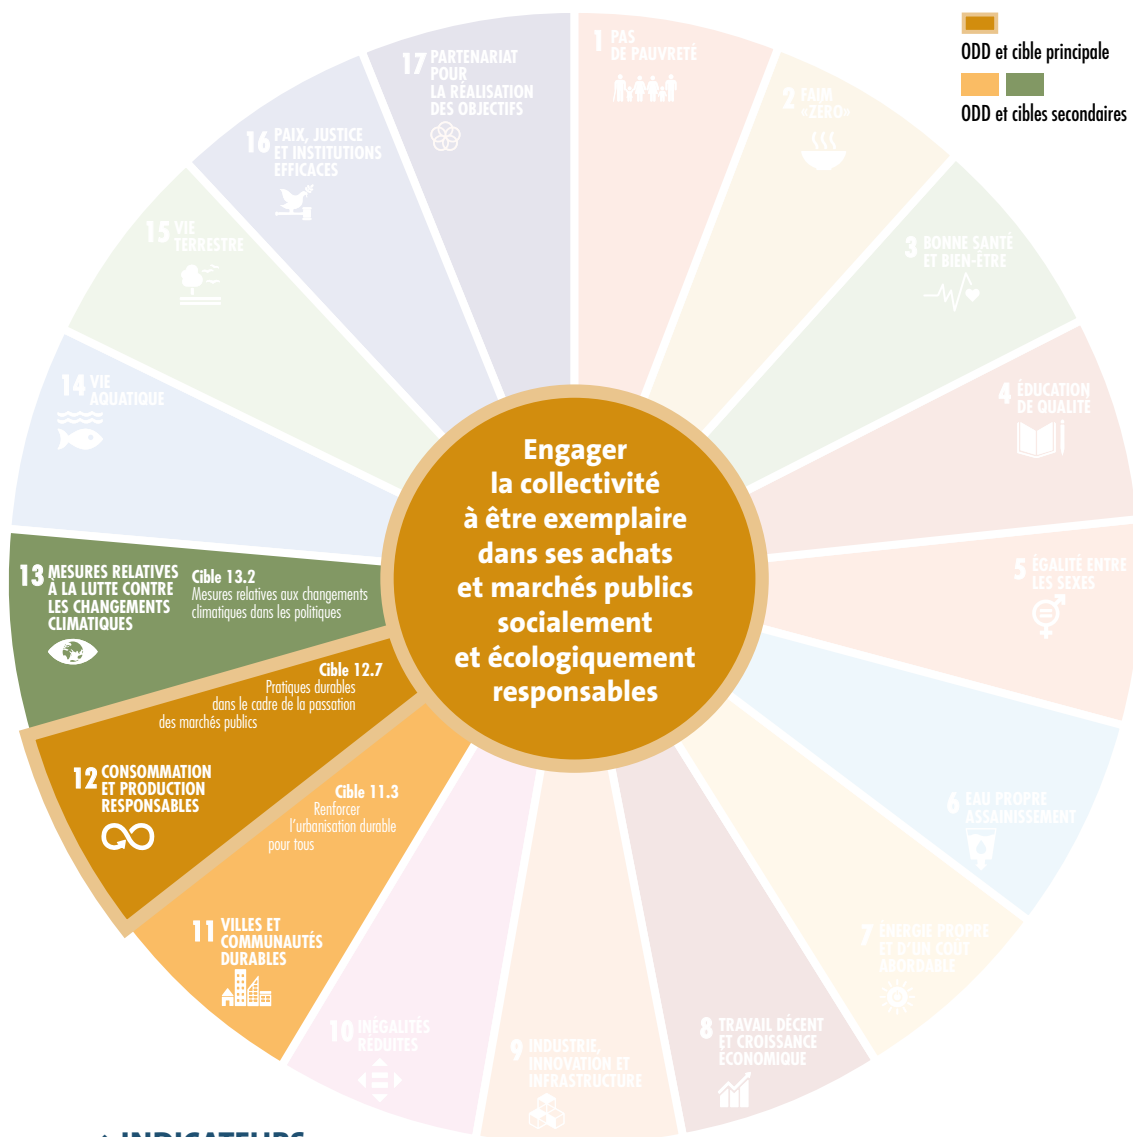 ODD et cible principale
ODD et cibles secondaires
1 PAS
DE PAUVRETÉ
2 FAIM
«ZÉRO»
3 BONNE SANTÉ
ET BIEN-ÊTRE
4 ÉDUCATION
DE QUALITÉ
5 ÉGALITÉ ENTRE
LES SEXES
6 EAU PROPRE
ASSAINISSEMENT
7 ÉNERGIE PROPRE
ET D'UN COÛT
ABORDABLE
8 TRAVAIL DÉCENT
ET CROISSANCE
ÉCONOMIQUE
9 INDUSTRIE,
INNOVATION ET
INFRASTRUCTURE
10 INÉGALITÉS
RÉDUITES
11 VILLES ET
COMMUNAUTÉS
DURABLES
Cible 11.3
Renforcer
l'urbanisation durable
pour tous
12 CONSOMMATION
ET PRODUCTION
RESPONSABLES
Cible 12.7
Pratiques durables
dans le cadre de la passation
des marchés publics
13 MESURES RELATIVES
À LA LUTTE CONTRE
LES CHANGEMENTS
CLIMATIQUES
Cible 13.2
Mesures relatives aux changements
climatiques dans les politiques
14 VIE
AQUATIQUE
15 VIE
TERRESTRE
16 PAIX, JUSTICE
ET INSTITUTIONS
EFFICACES
17 PARTENARIAT
POUR
LA RÉALISATION
DES OBJECTIFS
Engager
la collectivité
à être exemplaire
dans ses achats
et marchés publics
socialement
et écologiquement
responsables
INDICATEURS